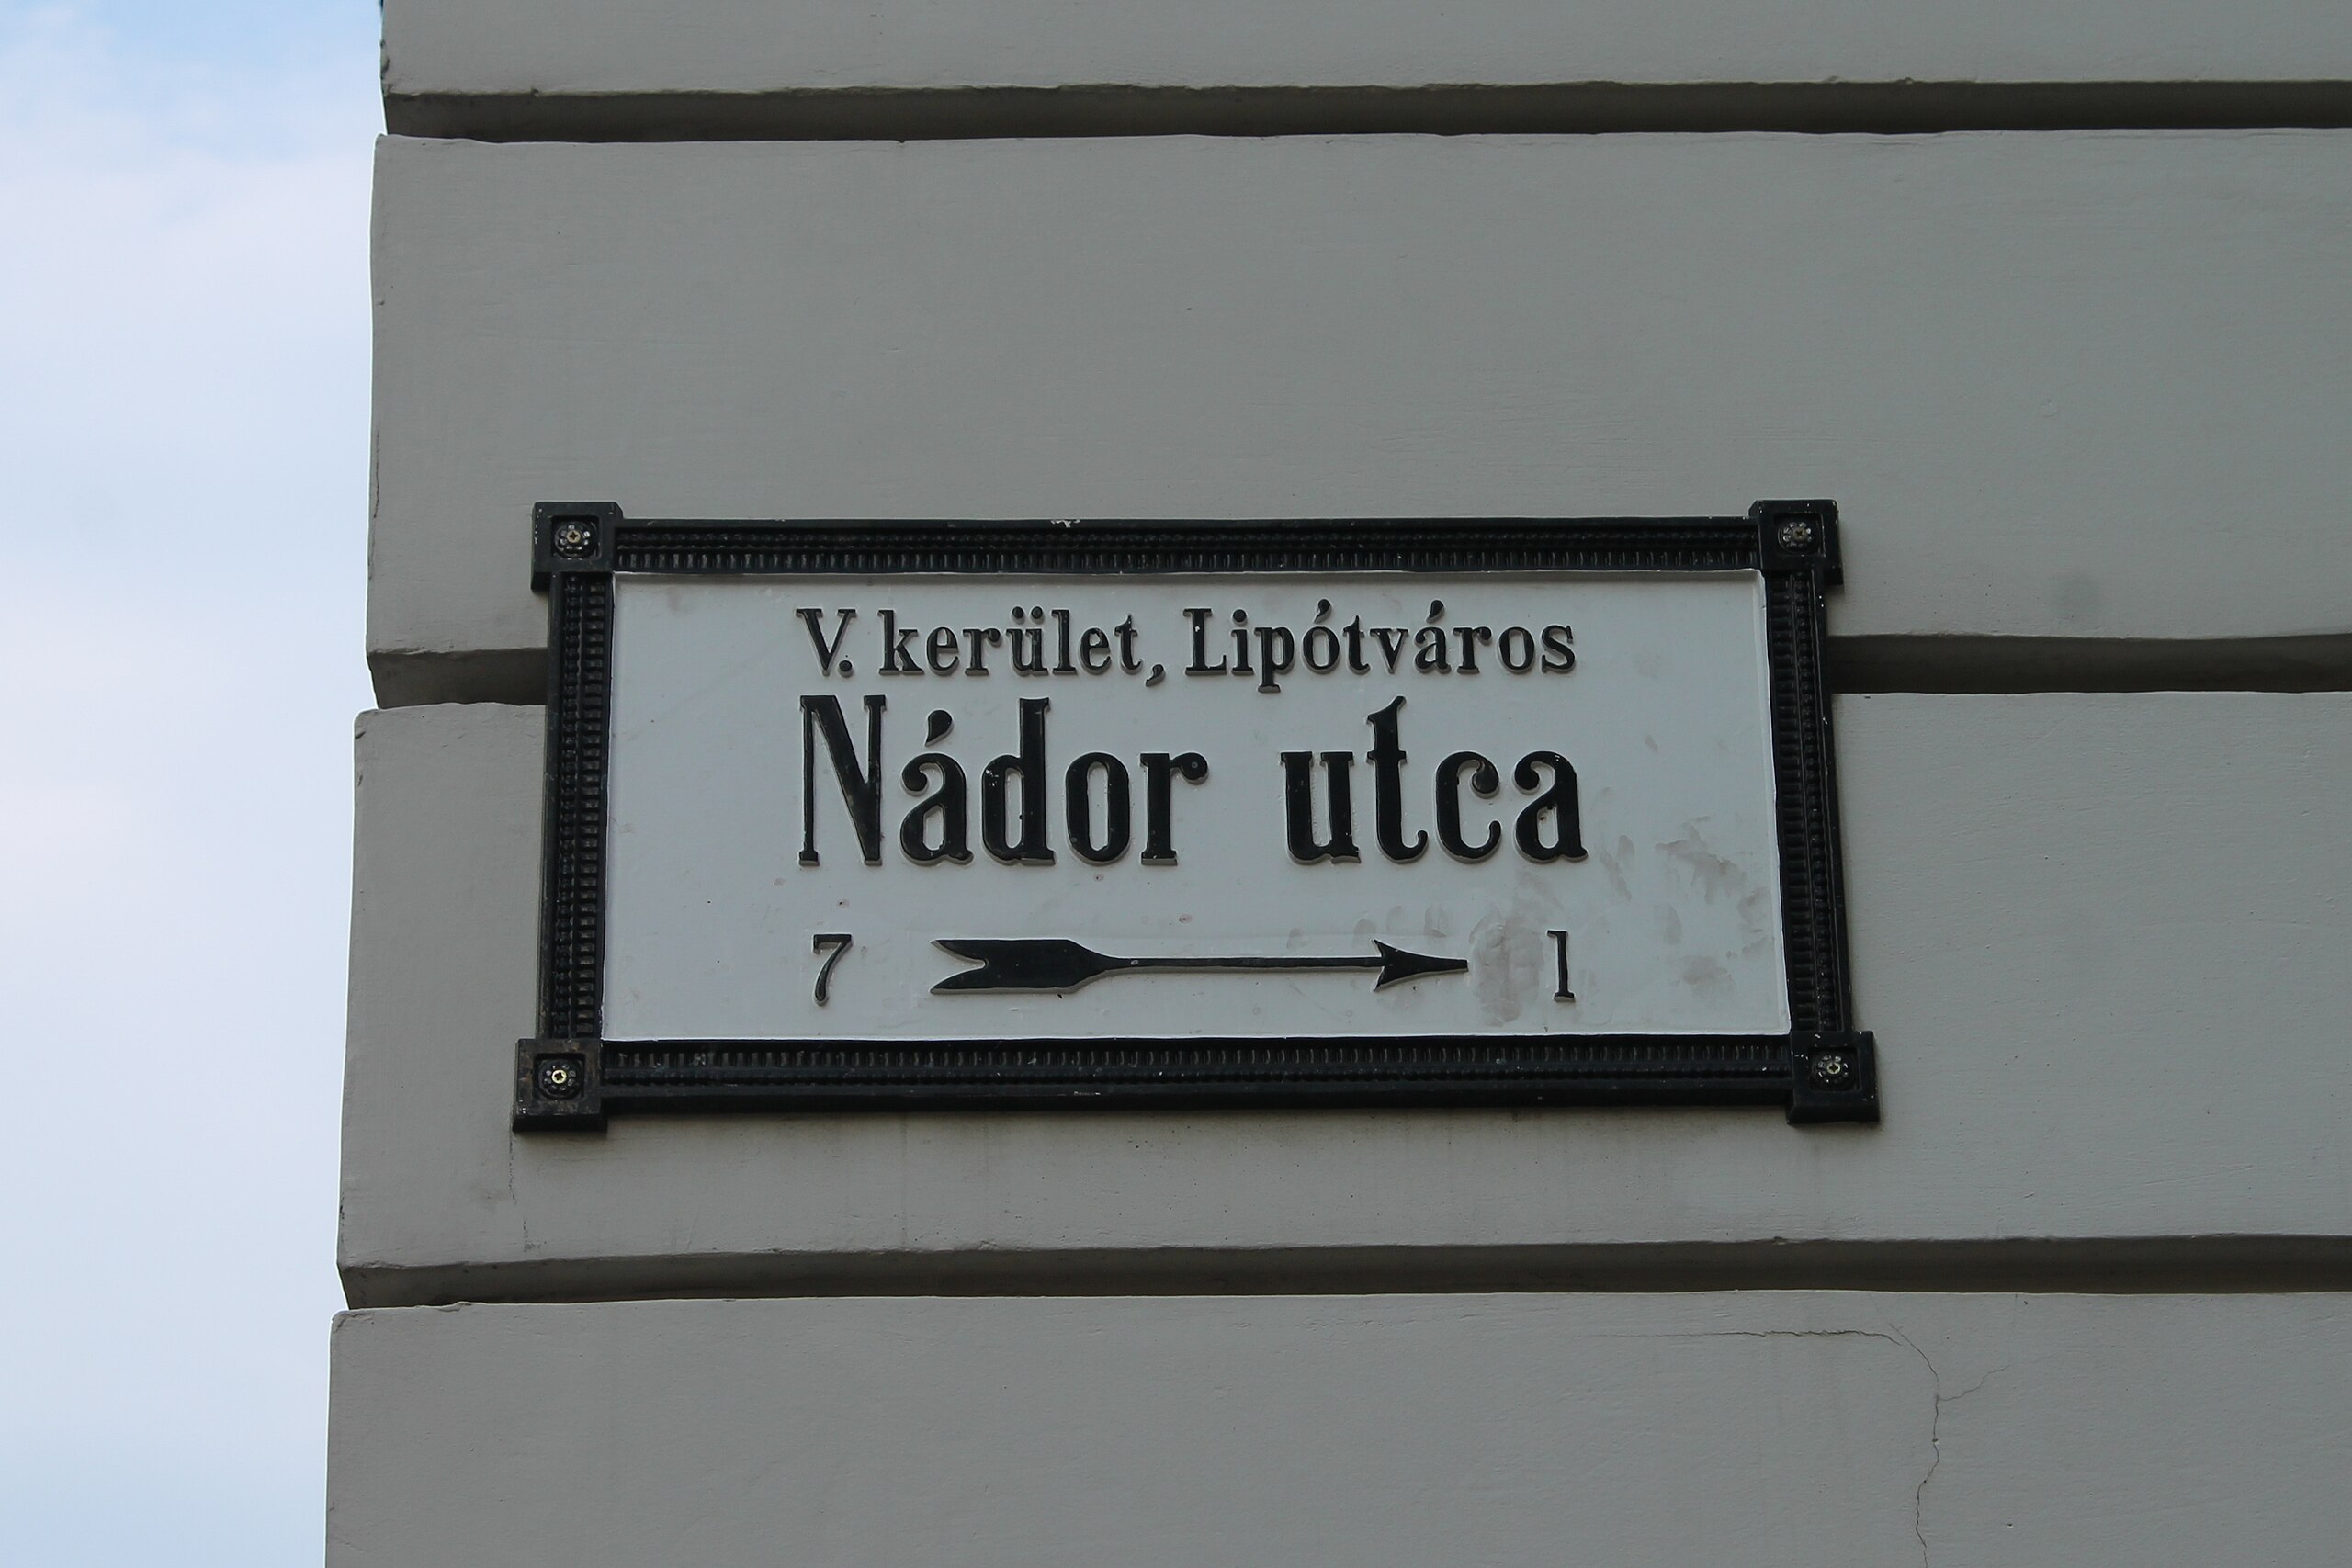 V. kerület, Lipótváros
Nádor utca
7 1